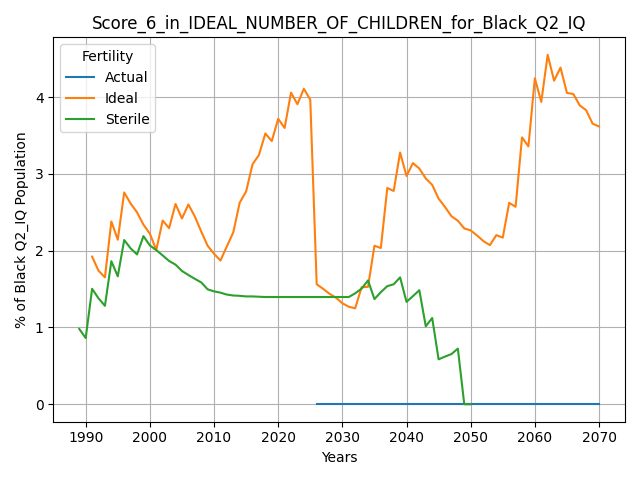 Score_6_in_IDEAL_NUMBER_OF_CHILDREN_for_Black_Q2_IQ
Fertility
Actual
Ideal
Sterile
% of Black Q2_IQ Population
4
3
2
1
0
1990 2000 2010 2020 2030 2040 2050 2060 2070
Years